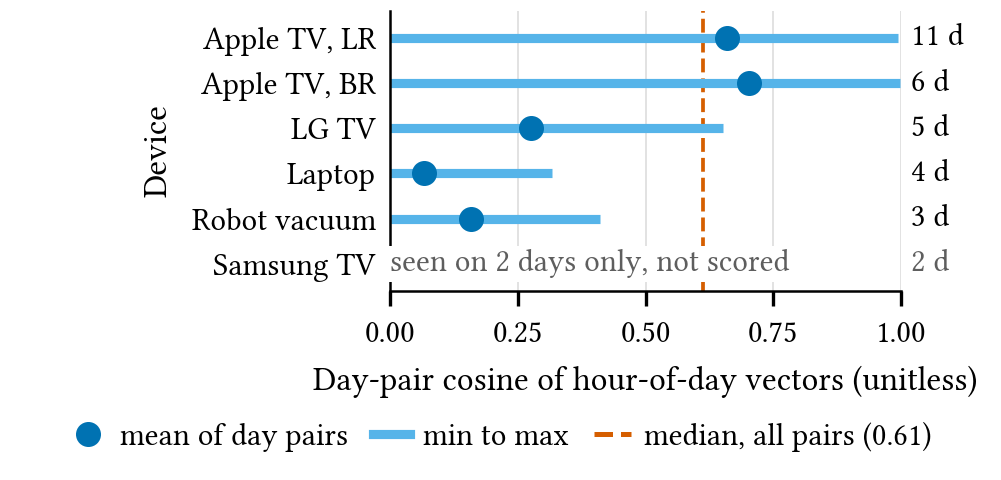 Device
Apple TV, LR 11 d
Apple TV, BR 6 d
LG TV 5 d
Laptop 4 d
Robot vacuum 3 d
Samsung TV seen on 2 days only, not scored 2 d
0.00 0.25 0.50 0.75 1.00
Day-pair cosine of hour-of-day vectors (unitless)
mean of day pairs min to max median, all pairs (0.61)